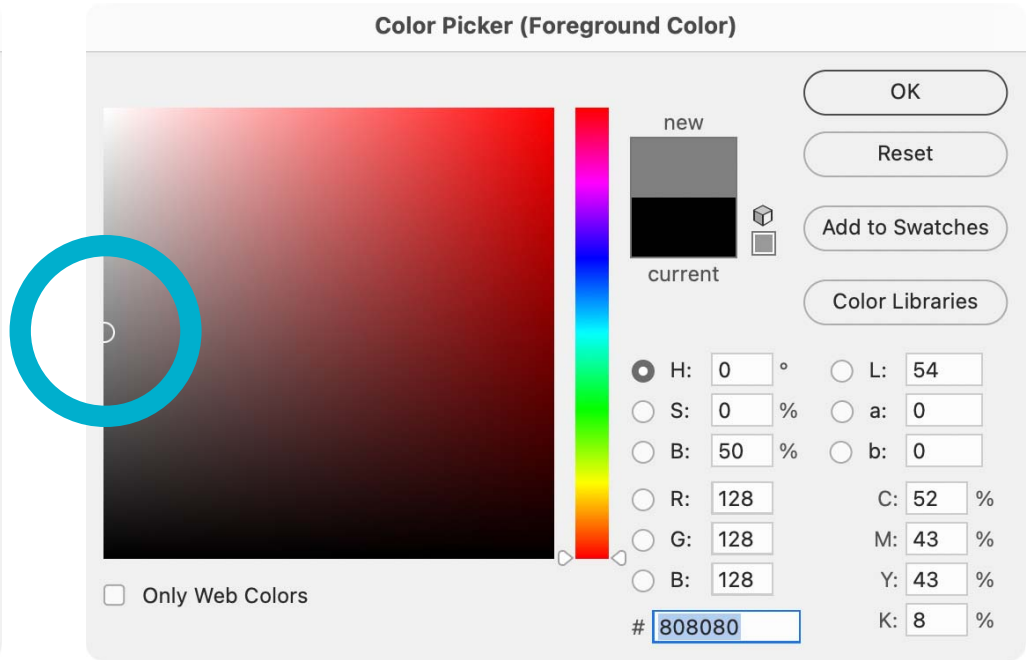 Color Picker (Foreground Color)
new
current
OK
Reset
Add to Swatches
Color Libraries
H: 0 °
S: 0 %
B: 50 %
R: 128
G: 128
B: 128
# 808080
L: 54
a: 0
b: 0
C: 52 %
M: 43 %
Y: 43 %
K: 8 %
Only Web Colors